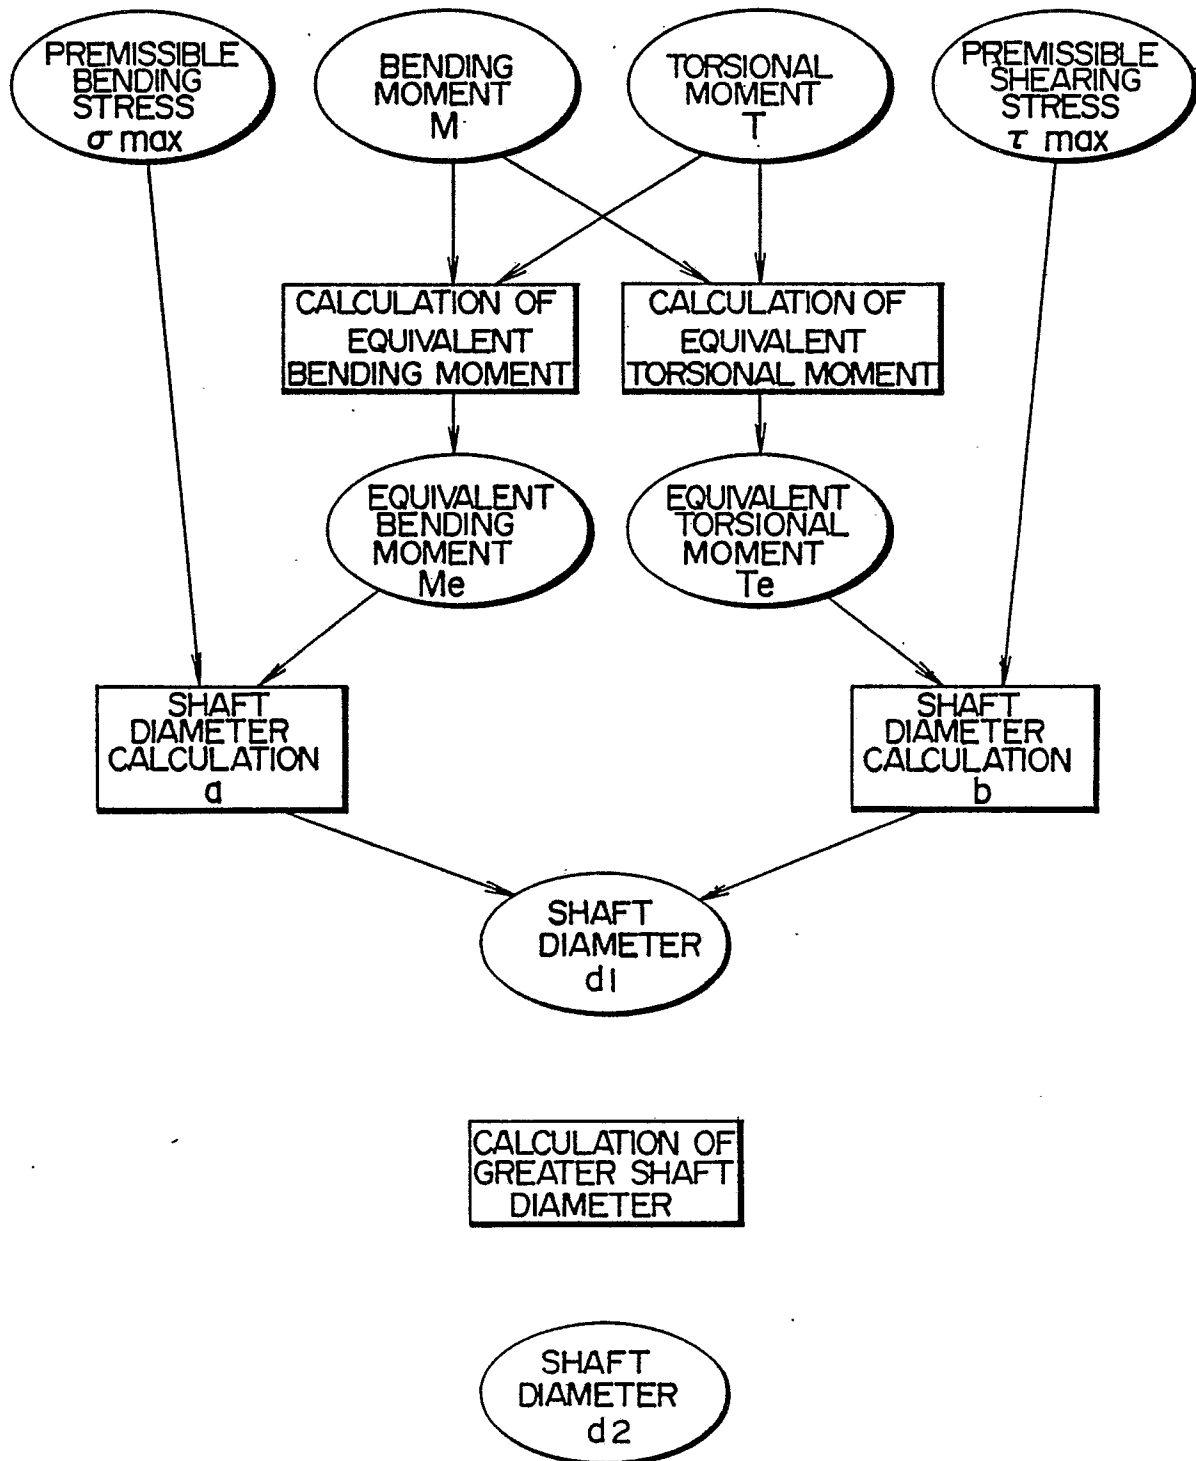 PREMISSIBLE
BENDING
STRESS
σ max
BENDING
MOMENT
M
TORSIONAL
MOMENT
T
PREMISSIBLE
SHEARING
STRESS
τ max
CALCULATION OF
EQUIVALENT
BENDING MOMENT
CALCULATION OF
EQUIVALENT
TORSIONAL MOMENT
EQUIVALENT
BENDING
MOMENT
Me
EQUIVALENT
TORSIONAL
MOMENT
Te
SHAFT
DIAMETER
CALCULATION
a
SHAFT
DIAMETER
CALCULATION
b
SHAFT
DIAMETER
d1
CALCULATION OF
GREATER SHAFT
DIAMETER
SHAFT
DIAMETER
d2